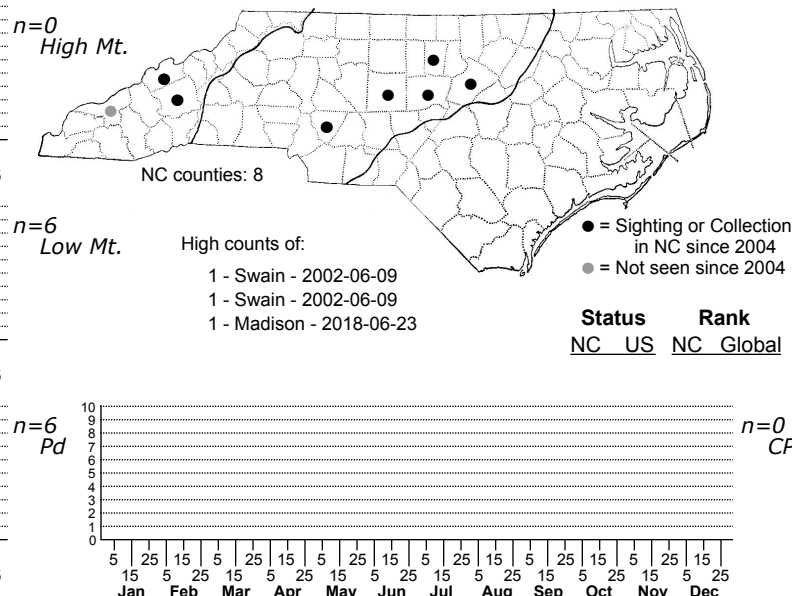 n=0
High Mt.
NC counties: 8
n=6
Low Mt.
High counts of:
1 - Swain - 2002-06-09
1 - Swain - 2002-06-09
1 - Madison - 2018-06-23
● = Sighting or Collection
in NC since 2004
● = Not seen since 2004
Status Rank
NC US NC Global
n=6
Pd
10
9
8
7
6
5
4
3
2
1
0
n=0
CP
5 25 15 5 25 15 5 25 15 5 25 15 5 25 15 5 25 15
15 5 25 15 5 25 15 5 25 15 5 25 15 5 25 15 5 25
Jan Feb Mar Apr May Jun Jul Aug Sep Oct Nov Dec